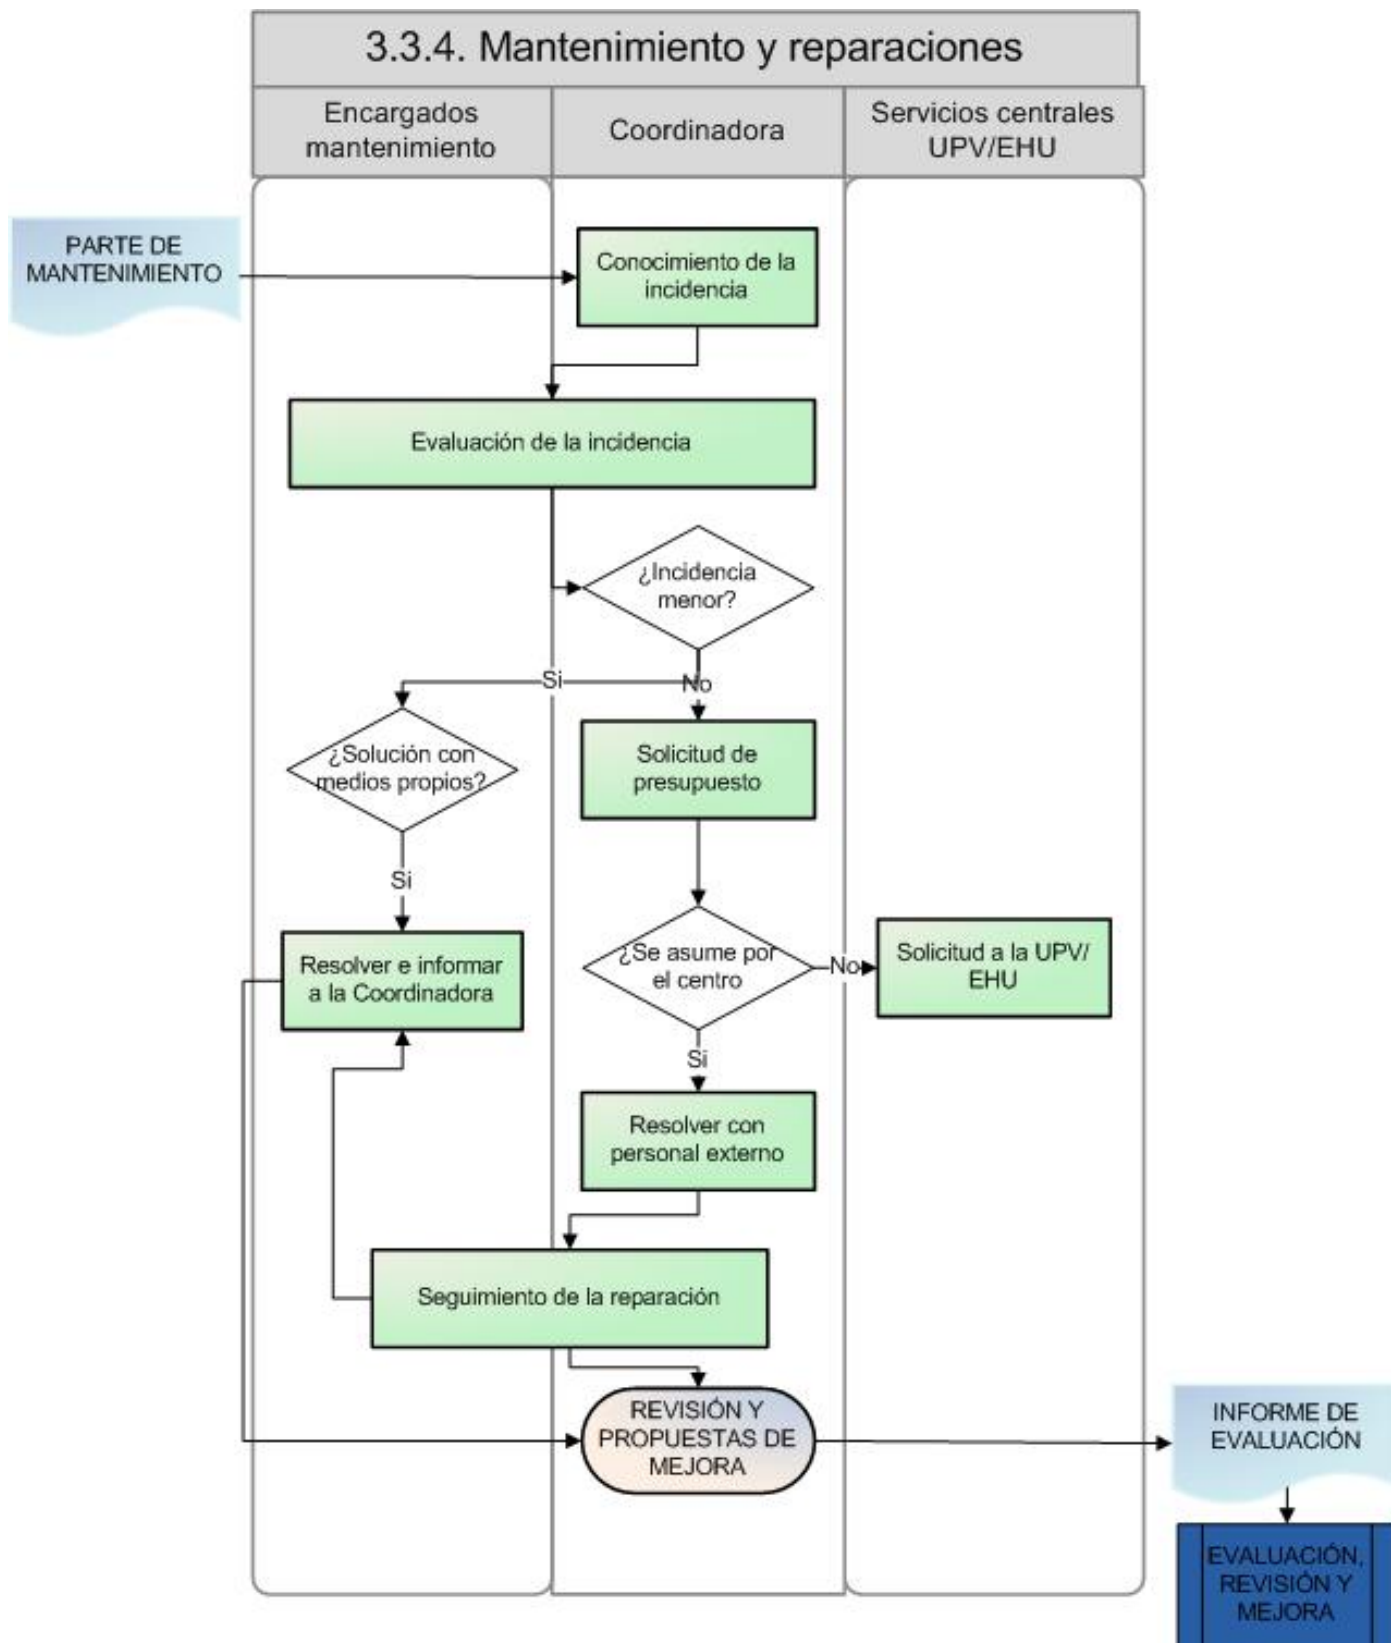 3.3.4. Mantenimiento y reparaciones
Encargados
mantenimiento
Coordinadora
Servicios centrales
UPV/EHU
PARTE DE
MANTENIMIENTO
Conocimiento de la
incidencia
Evaluación de la incidencia
¿Incidencia
menor?
Si
No
¿Solución con
medios propios?
Solicitud de
presupuesto
Si
Resolver e informar
a la Coordinadora
¿Se asume por
el centro
No
Solicitud a la UPV/
EHU
Si
Resolver con
personal externo
Seguimiento de la reparación
REVISIÓN Y
PROPUESTAS DE
MEJORA
INFORME DE
EVALUACIÓN
EVALUACIÓN,
REVISIÓN Y
MEJORA